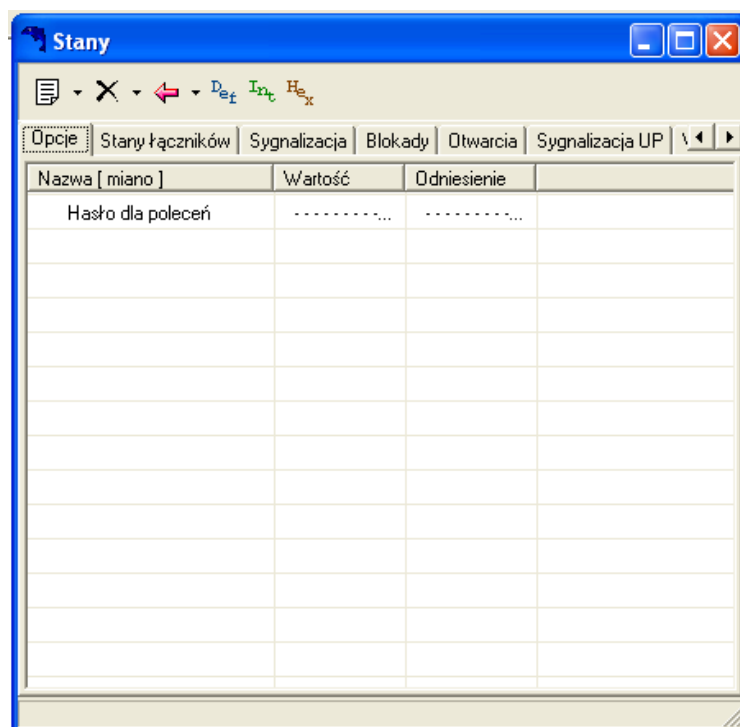 Stany
Def Int Hex
Opcje Stany łączników Sygnalizacja Blokady Otwarcia Sygnalizacja UP
Nazwa [ miano ] Wartość Odniesienie
Hasło dla poleceń - - - - - - - - -... - - - - - - - - -...